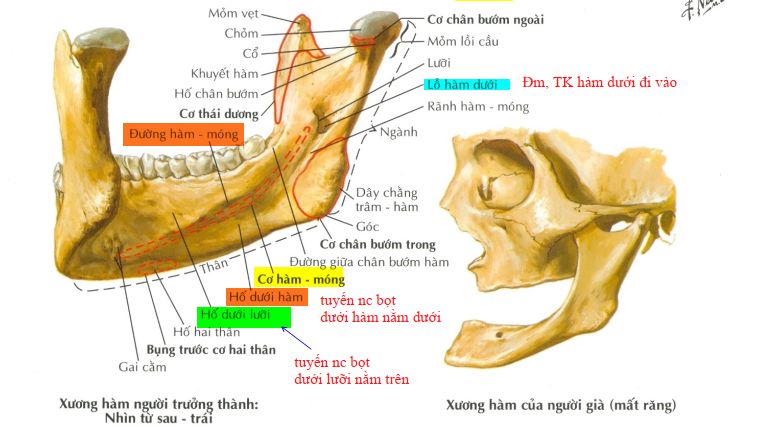 Mỏm vẹt
Chỏm
Cổ
Khuyết hàm
Hố chân bướm
Cơ thái dương
Đường hàm - móng
Cơ chân bướm ngoài
Mỏm lồi cầu
Lưỡi
Lỗ hàm dưới
Đm, TK hàm dưới đi vào
Rãnh hàm - móng
Ngành
Dây chằng
trâm - hàm
Góc
Cơ chân bướm trong
Đường giữa chân bướm hàm
Thân
Cơ hàm - móng
Hố dưới hàm
tuyến nc bọt
dưới hàm nằm dưới
Hố dưới lưỡi
Hố hai thân
Bụng trước cơ hai thân
Gai cằm
tuyến nc bọt
dưới lưỡi nằm trên
Xương hàm người trưởng thành:
Nhìn từ sau - trái
Xương hàm của người già (mất răng)